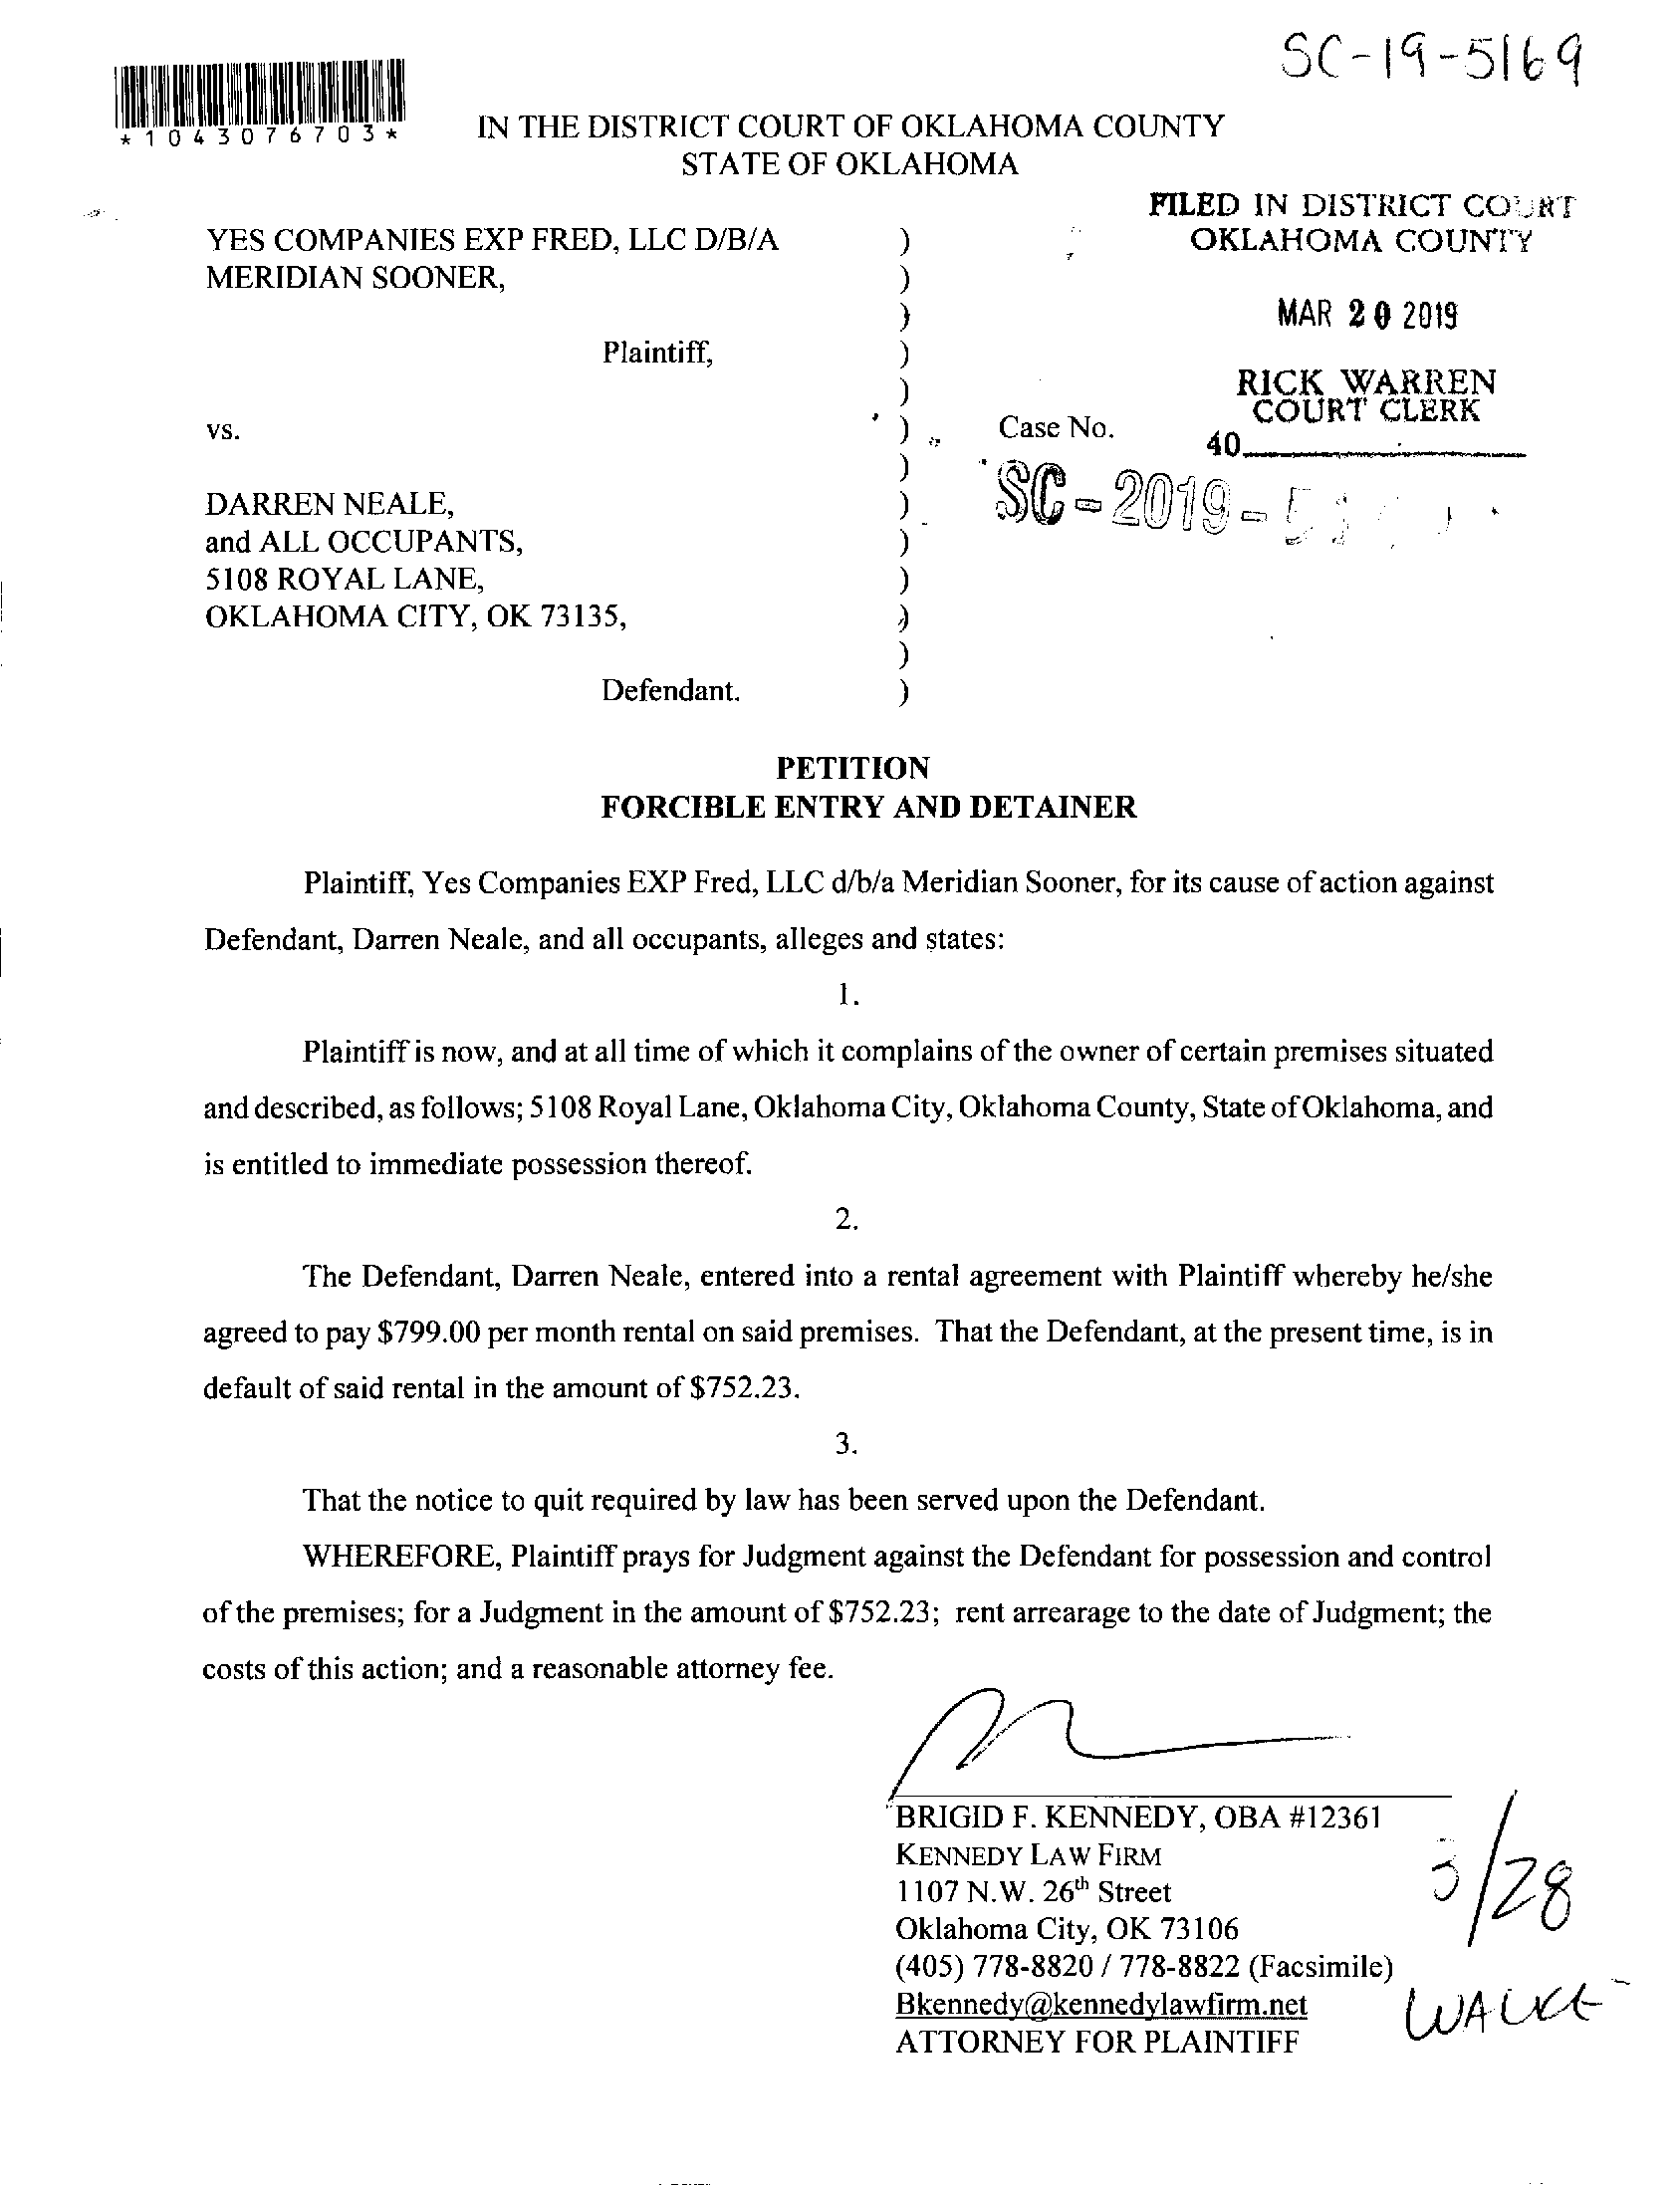 SC-19-5169
*1043076703*
IN THE DISTRICT COURT OF OKLAHOMA COUNTY
STATE OF OKLAHOMA
FILED IN DISTRICT COURT
OKLAHOMA COUNTY
MAR 20 2019
RICK WARREN
COURT CLERK
40
YES COMPANIES EXP FRED, LLC D/B/A )
MERIDIAN SOONER, )
)
Plaintiff, )
)
vs. ) Case No.
)
SC-2019-
DARREN NEALE, )
and ALL OCCUPANTS, )
5108 ROYAL LANE, )
OKLAHOMA CITY, OK 73135, )
)
Defendant. )
PETITION
FORCIBLE ENTRY AND DETAINER
Plaintiff, Yes Companies EXP Fred, LLC d/b/a Meridian Sooner, for its cause of action against
Defendant, Darren Neale, and all occupants, alleges and states:
1.
Plaintiff is now, and at all time of which it complains of the owner of certain premises situated
and described, as follows; 5108 Royal Lane, Oklahoma City, Oklahoma County, State of Oklahoma, and
is entitled to immediate possession thereof.
2.
The Defendant, Darren Neale, entered into a rental agreement with Plaintiff whereby he/she
agreed to pay $799.00 per month rental on said premises. That the Defendant, at the present time, is in
default of said rental in the amount of $752.23.
3.
That the notice to quit required by law has been served upon the Defendant.
WHEREFORE, Plaintiff prays for Judgment against the Defendant for possession and control
of the premises; for a Judgment in the amount of $752.23; rent arrearage to the date of Judgment; the
costs of this action; and a reasonable attorney fee.
BRIGID F. KENNEDY, OBA #12361
KENNEDY LAW FIRM
1107 N.W. 26th Street
Oklahoma City, OK 73106
(405) 778-8820 / 778-8822 (Facsimile)
Bkennedy@kennedylawfirm.net
ATTORNEY FOR PLAINTIFF
3/28